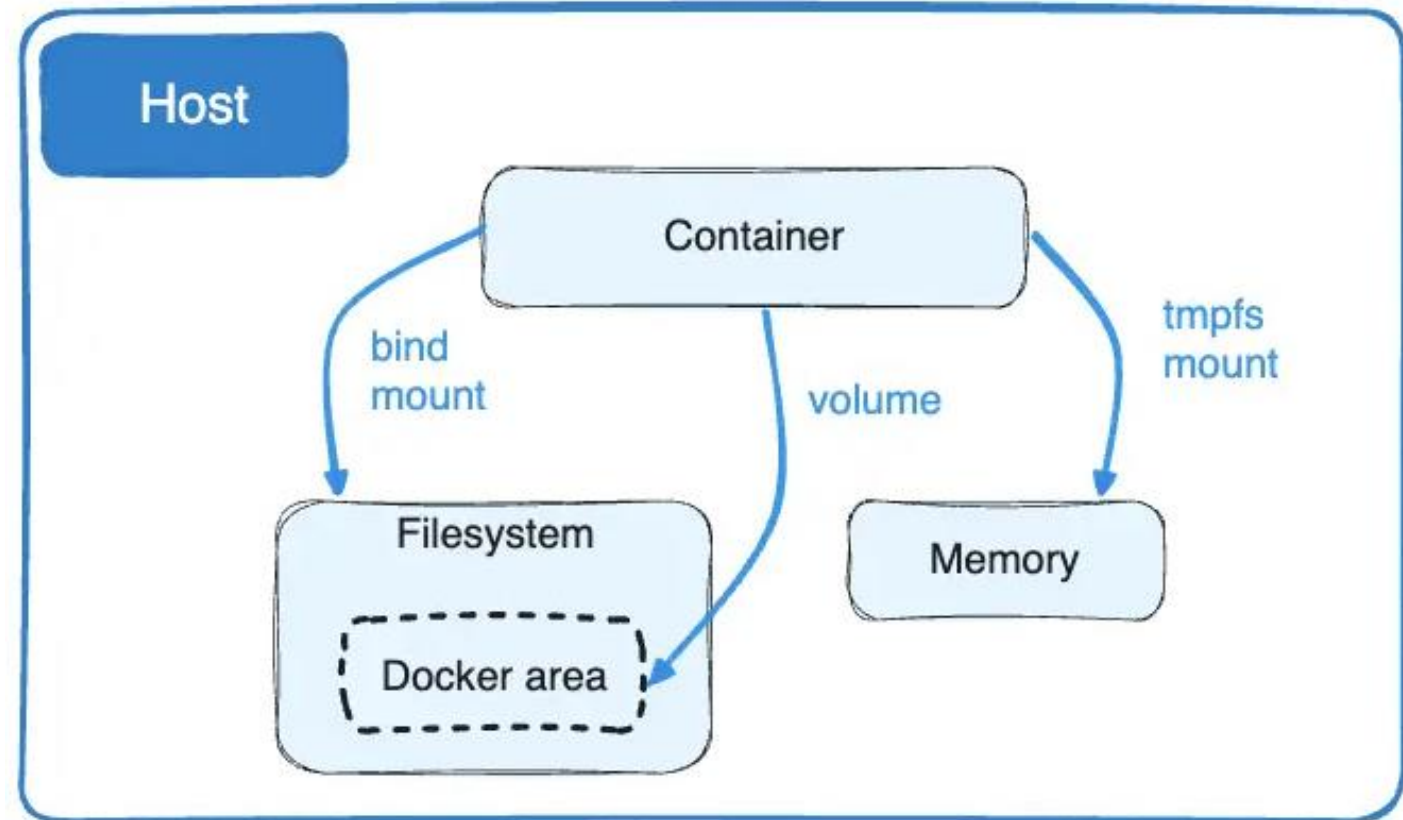 Host
Container
bind
mount
volume
tmpfs
mount
Filesystem
Docker area
Memory